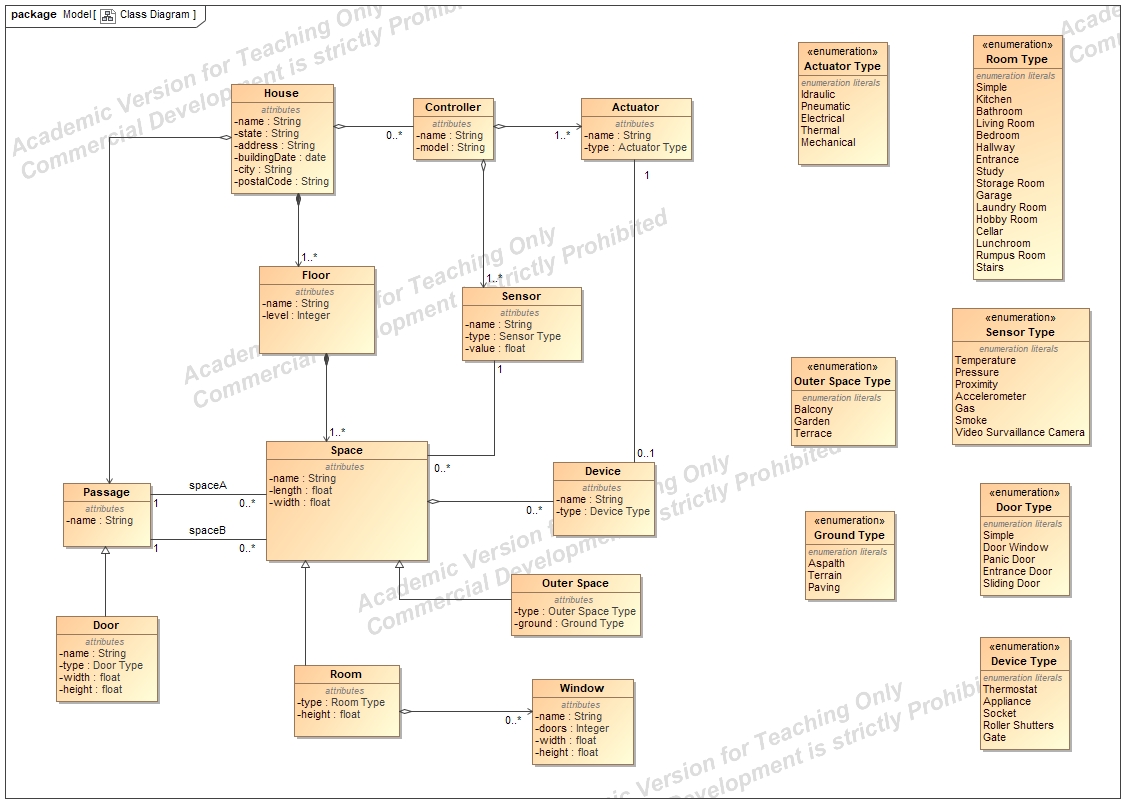 package Model[ Class Diagram ]
House
attributes
-name : String
-state : String
-address : String
-buildingDate : date
-city : String
-postalCode : String
0..*
Controller
attributes
-name : String
-model : String
1..*
Actuator
attributes
-name : String
-type : Actuator Type
1
«enumeration»
Actuator Type
enumeration literals
Idraulic
Pneumatic
Electrical
Thermal
Mechanical
«enumeration»
Room Type
enumeration literals
Simple
Kitchen
Bathroom
Living Room
Bedroom
Hallway
Entrance
Study
Storage Room
Garage
Laundry Room
Hobby Room
Cellar
Lunchroom
Rumpus Room
Stairs
1..*
Floor
attributes
-name : String
-level : Integer
1..*
Sensor
attributes
-name : String
-type : Sensor Type
-value : float
1
«enumeration»
Sensor Type
enumeration literals
Temperature
Pressure
Proximity
Accelerometer
Gas
Smoke
Video Survaillance Camera
«enumeration»
Outer Space Type
enumeration literals
Balcony
Garden
Terrace
1..*
Space
attributes
-name : String
-length : float
-width : float
0..*
0..1
Device
attributes
-name : String
-type : Device Type
0..*
Passage
attributes
-name : String
spaceA
1
0..*
spaceB
1
0..*
«enumeration»
Ground Type
enumeration literals
Aspalth
Terrain
Paving
«enumeration»
Door Type
enumeration literals
Simple
Door Window
Panic Door
Entrance Door
Sliding Door
Outer Space
attributes
-type : Outer Space Type
-ground : Ground Type
Door
attributes
-name : String
-type : Door Type
-width : float
-height : float
Room
attributes
-type : Room Type
-height : float
0..*
Window
attributes
-name : String
-doors : Integer
-width : float
-height : float
«enumeration»
Device Type
enumeration literals
Thermostat
Appliance
Socket
Roller Shutters
Gate
Academic Version for Teaching Only
Commercial Development is strictly Prohibited